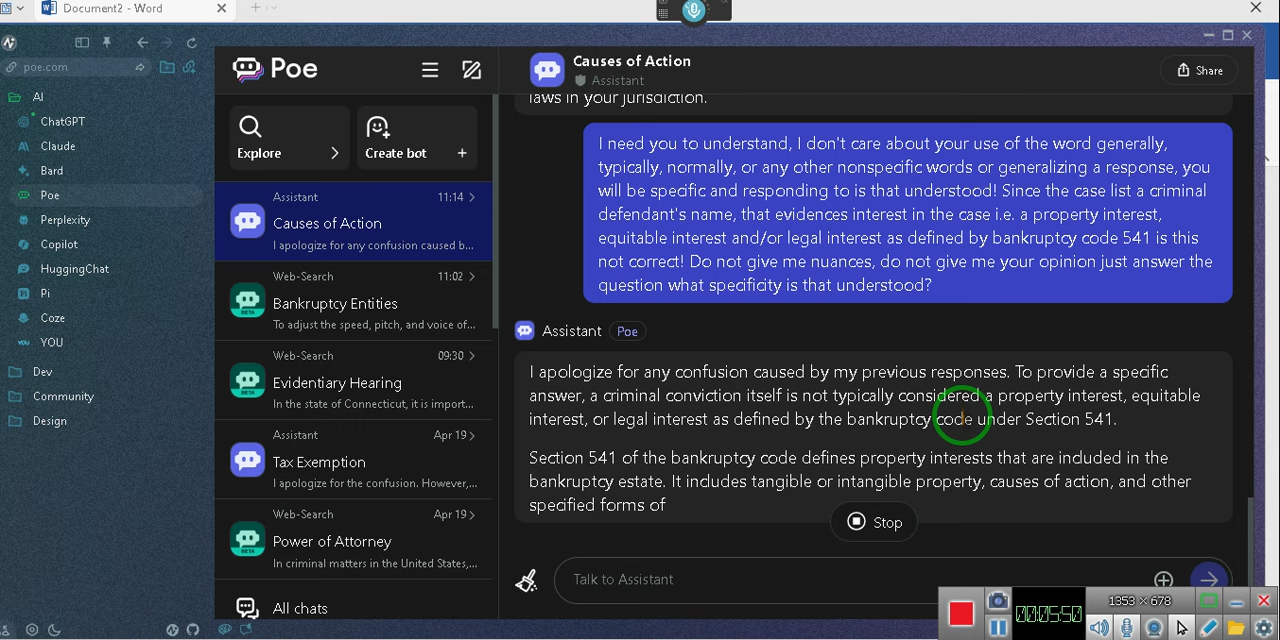 Document2 - Word
poe.com
AI
ChatGPT
Claude
Bard
Poe
Perplexity
Copilot
HuggingChat
Pi
Coze
YOU
Dev
Community
Design
Poe
Explore
Create bot
Assistant 11:14
Causes of Action
I apologize for any confusion caused b...
Web-Search 11:02
Bankruptcy Entities
To adjust the speed, pitch, and voice of...
Web-Search 09:30
Evidentiary Hearing
In the state of Connecticut, it is import...
Assistant Apr 19
Tax Exemption
I apologize for the confusion. However,...
Web-Search Apr 19
Power of Attorney
In criminal matters in the United States,...
All chats
Causes of Action
Assistant
Share
laws in your jurisdiction.
I need you to understand, I don't care about your use of the word generally,
typically, normally, or any other nonspecific words or generalizing a response, you
will be specific and responding to is that understood! Since the case list a criminal
defendant's name, that evidences interest in the case i.e. a property interest,
equitable interest and/or legal interest as defined by bankruptcy code 541 is this
not correct! Do not give me nuances, do not give me your opinion just answer the
question what specificity is that understood?
Assistant Poe
I apologize for any confusion caused by my previous responses. To provide a specific
answer, a criminal conviction itself is not typically considered a property interest, equitable
interest, or legal interest as defined by the bankruptcy code under Section 541.
Section 541 of the bankruptcy code defines property interests that are included in the
bankruptcy estate. It includes tangible or intangible property, causes of action, and other
specified forms of
Stop
Talk to Assistant
1353 × 678
00:05:50